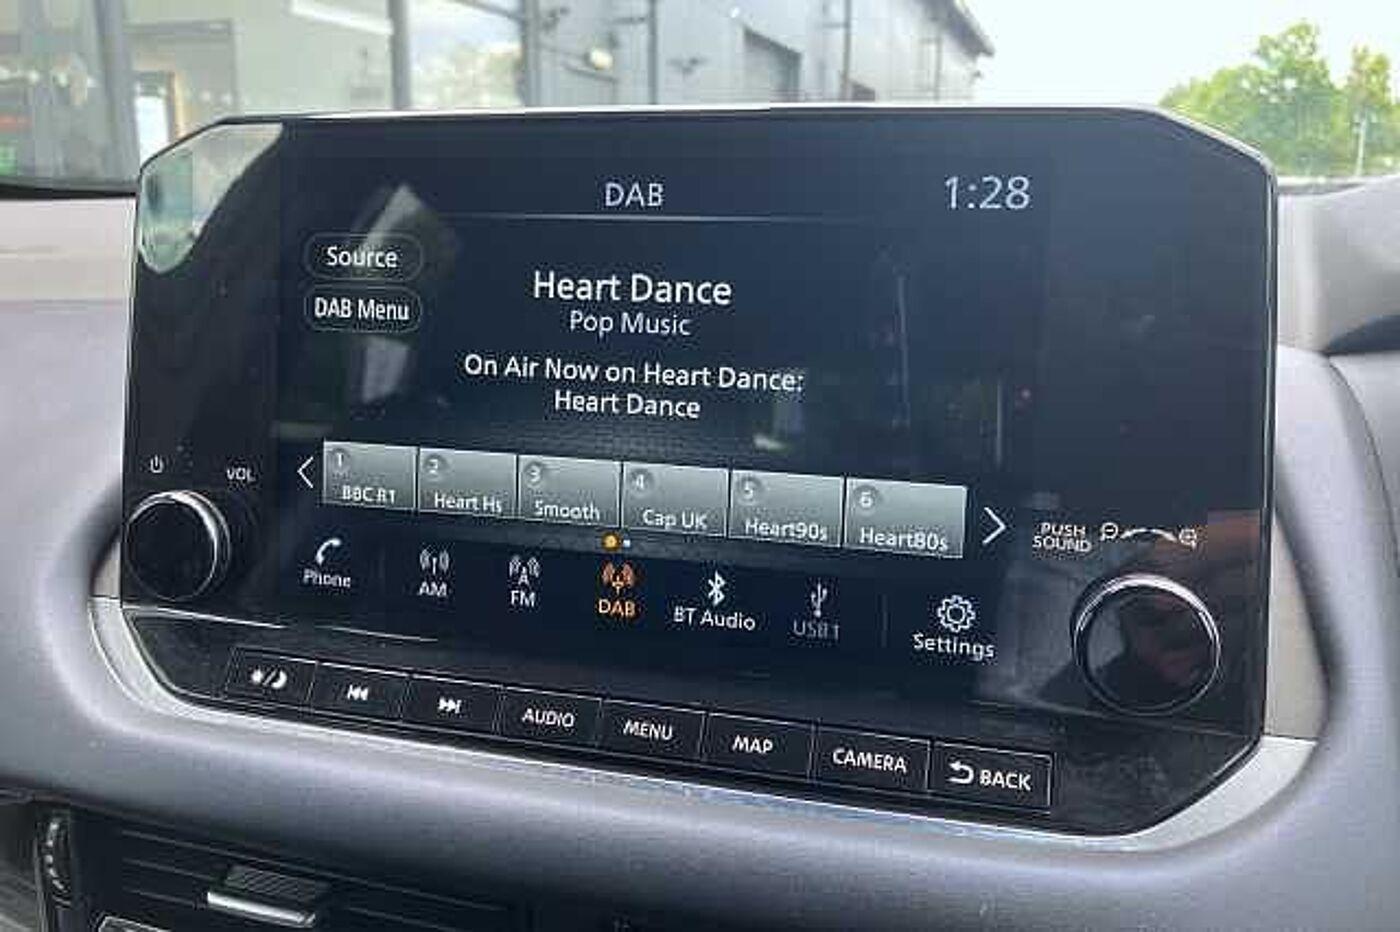 DAB
1:28
Source
DAB Menu
Heart Dance
Pop Music
On Air Now on Heart Dance:
Heart Dance
1 BBC R1
2 Heart Hs
3 Smooth
4 Cap UK
5 Heart90s
6 Heart80s
VOL
PUSH
SOUND
Phone
AM
FM
DAB
BT Audio
USB1
Settings
AUDIO
MENU
MAP
CAMERA
BACK